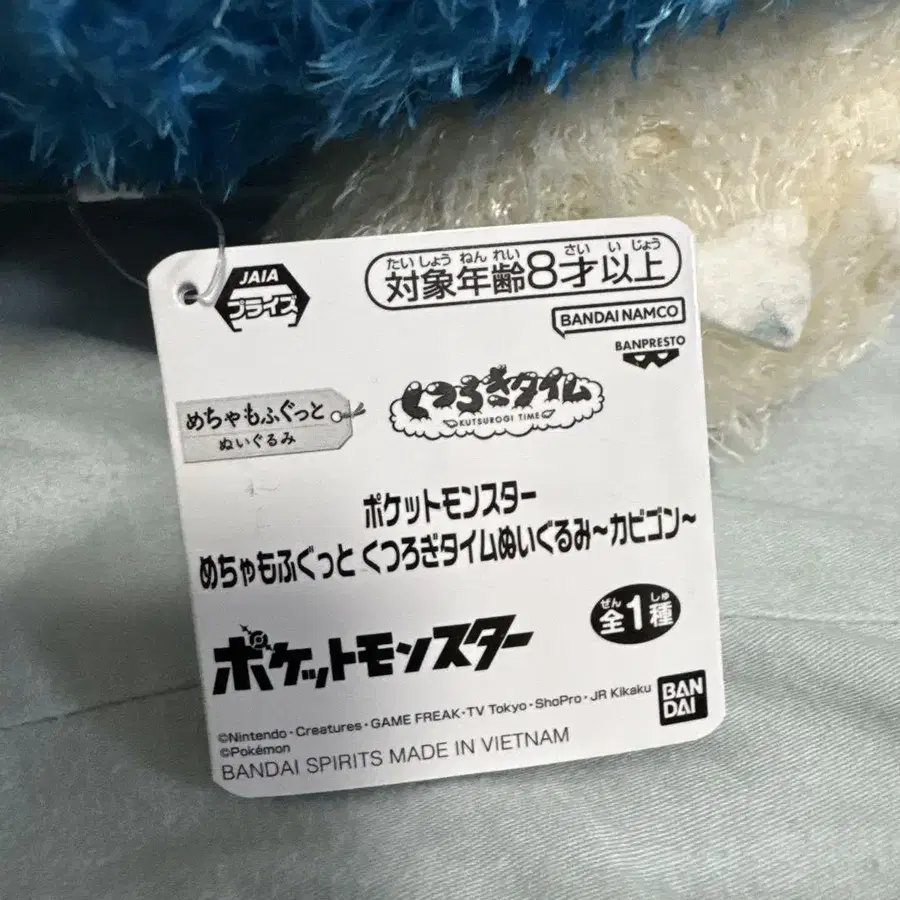 JAIA
プライズ
たいしょうねんれい さいいじょう
対象年齢8才以上
BANDAI NAMCO
BANPRESTO
めちゃもふぐっと
ぬいぐるみ
くつろぎタイム
KUTSUROGI TIME
ポケットモンスター
めちゃもふぐっと くつろぎタイムぬいぐるみ〜カビゴン〜
ぜん しゅ
全1種
ポケットモンスター
©Nintendo・Creatures・GAME FREAK・TV Tokyo・ShoPro・JR Kikaku
©Pokémon
BAN
DAI
BANDAI SPIRITS MADE IN VIETNAM